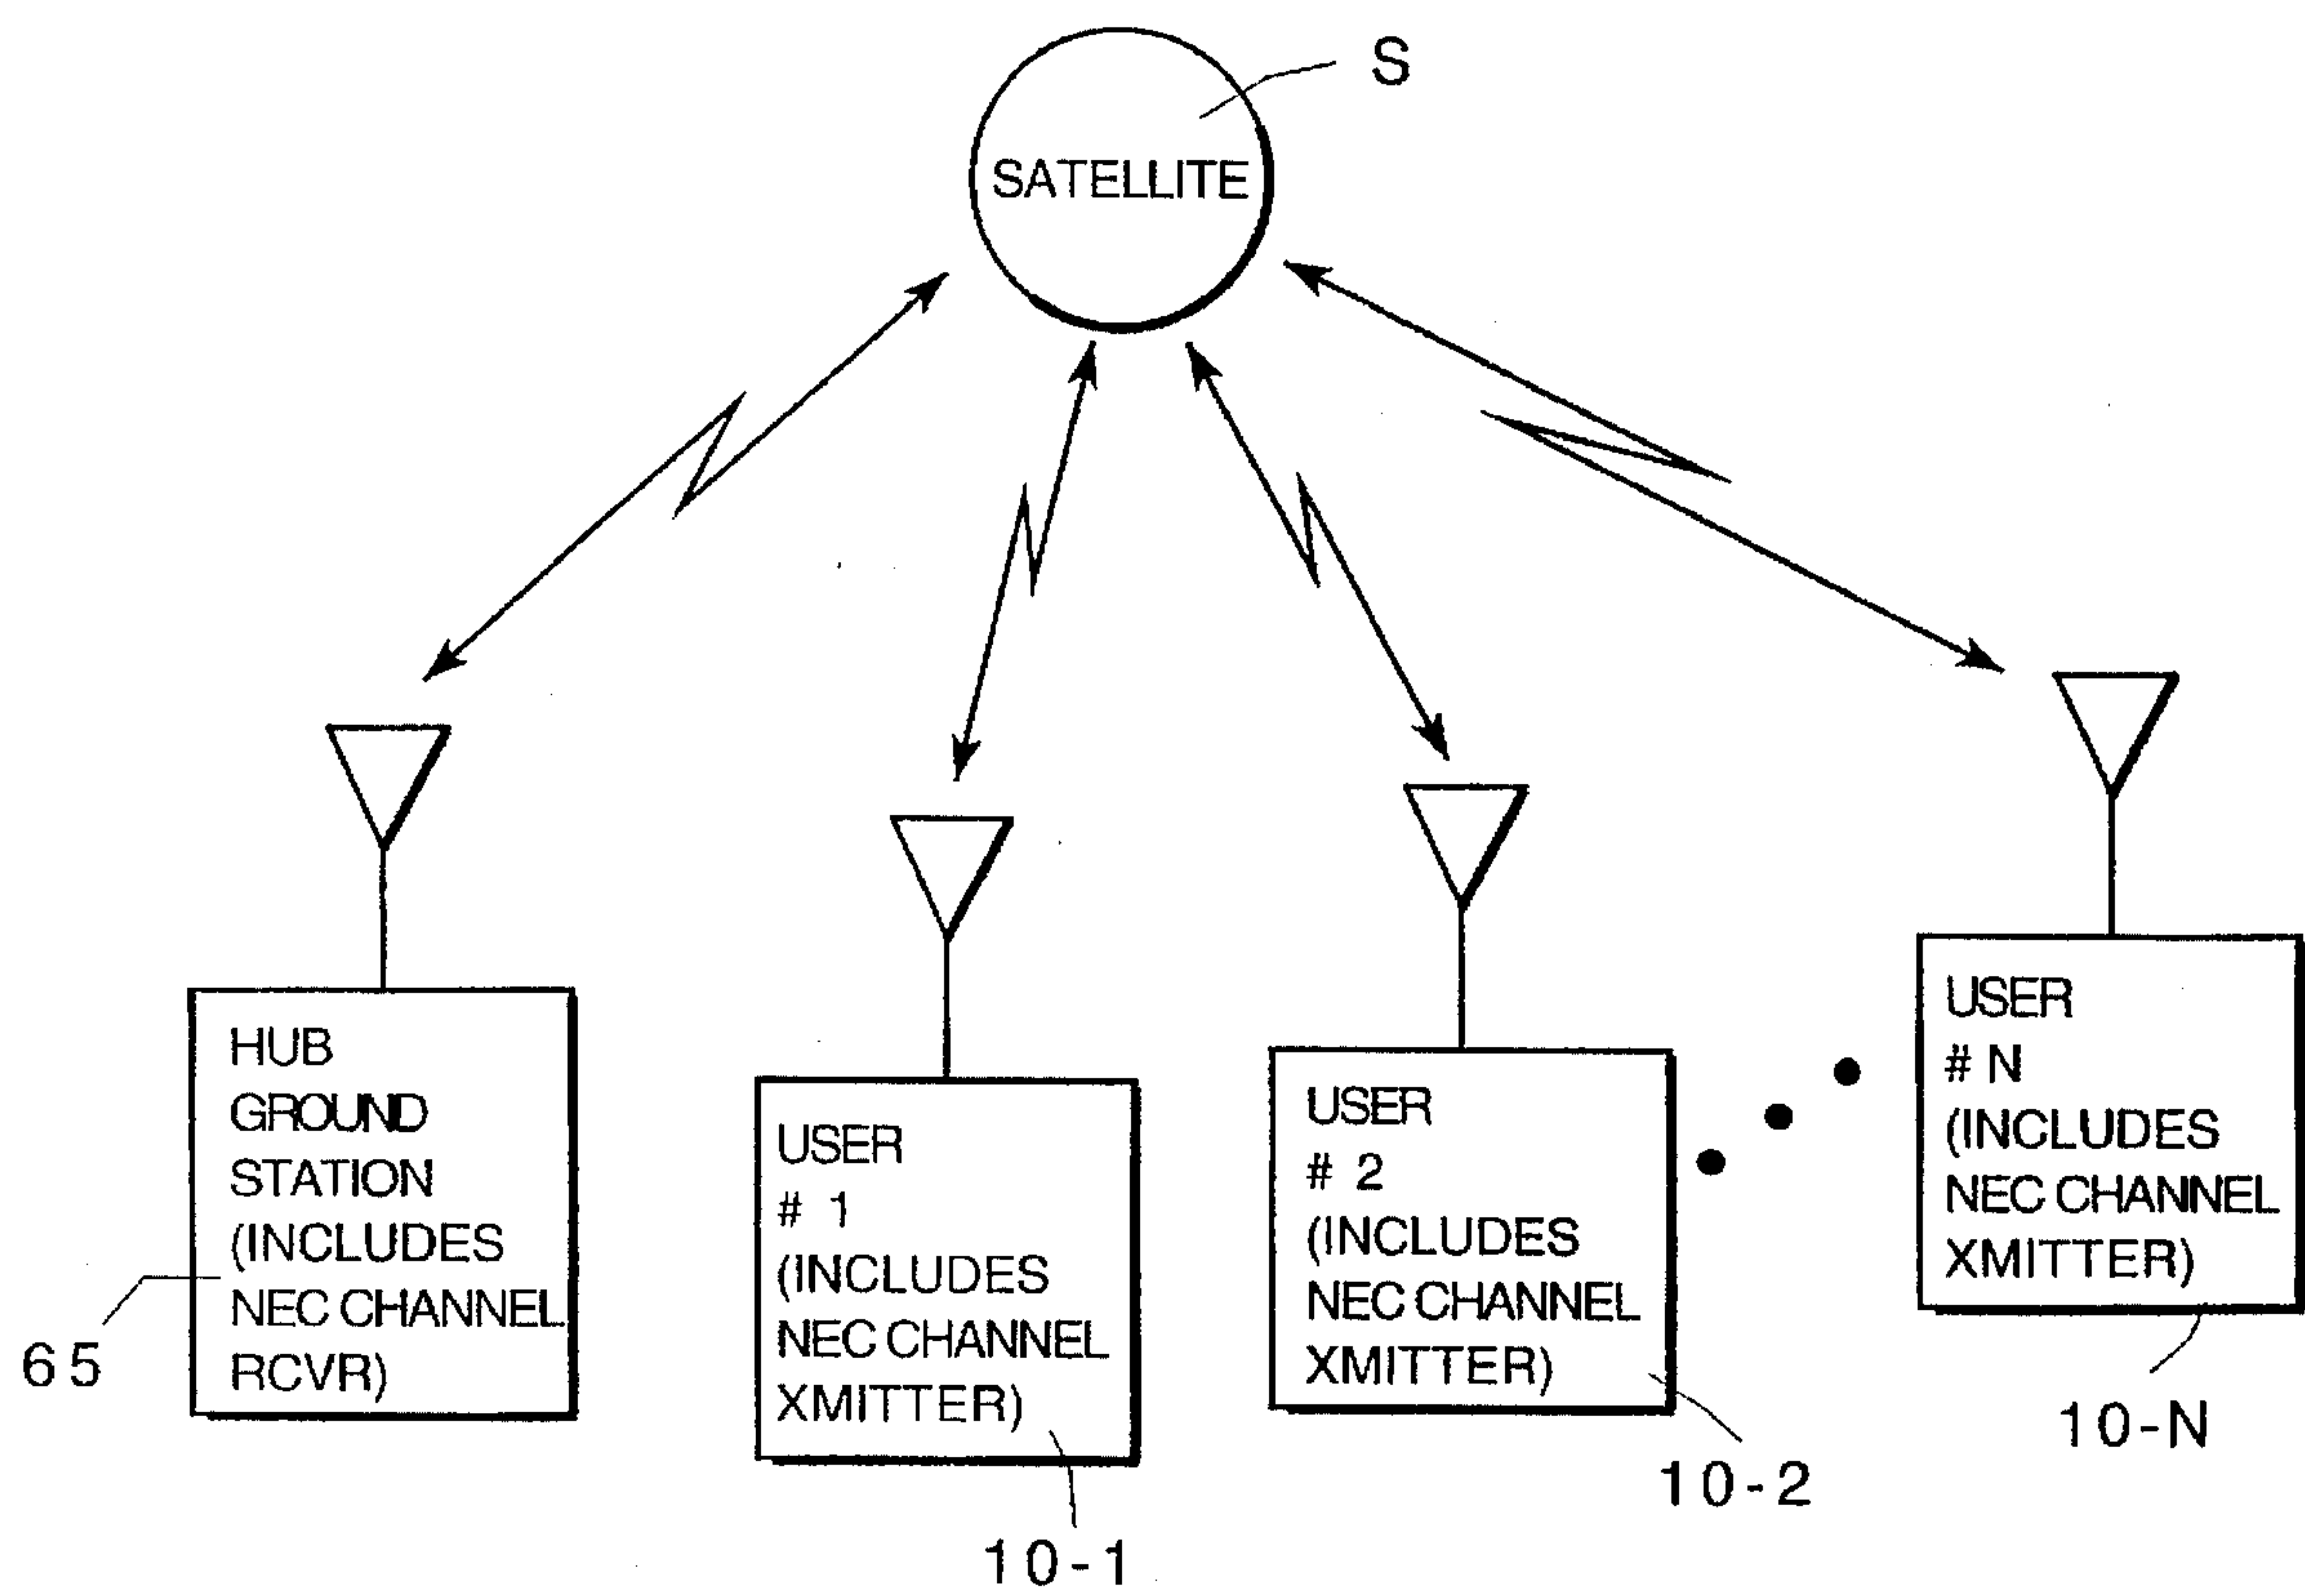 S
SATELLITE
HUB
GROUND
STATION
(INCLUDES
NEC CHANNEL
RCVR)
65
USER
# 1
(INCLUDES
NEC CHANNEL
XMITTER)
10-1
USER
# 2
(INCLUDES
NEC CHANNEL
XMITTER)
10-2
USER
# N
(INCLUDES
NEC CHANNEL
XMITTER)
10-N